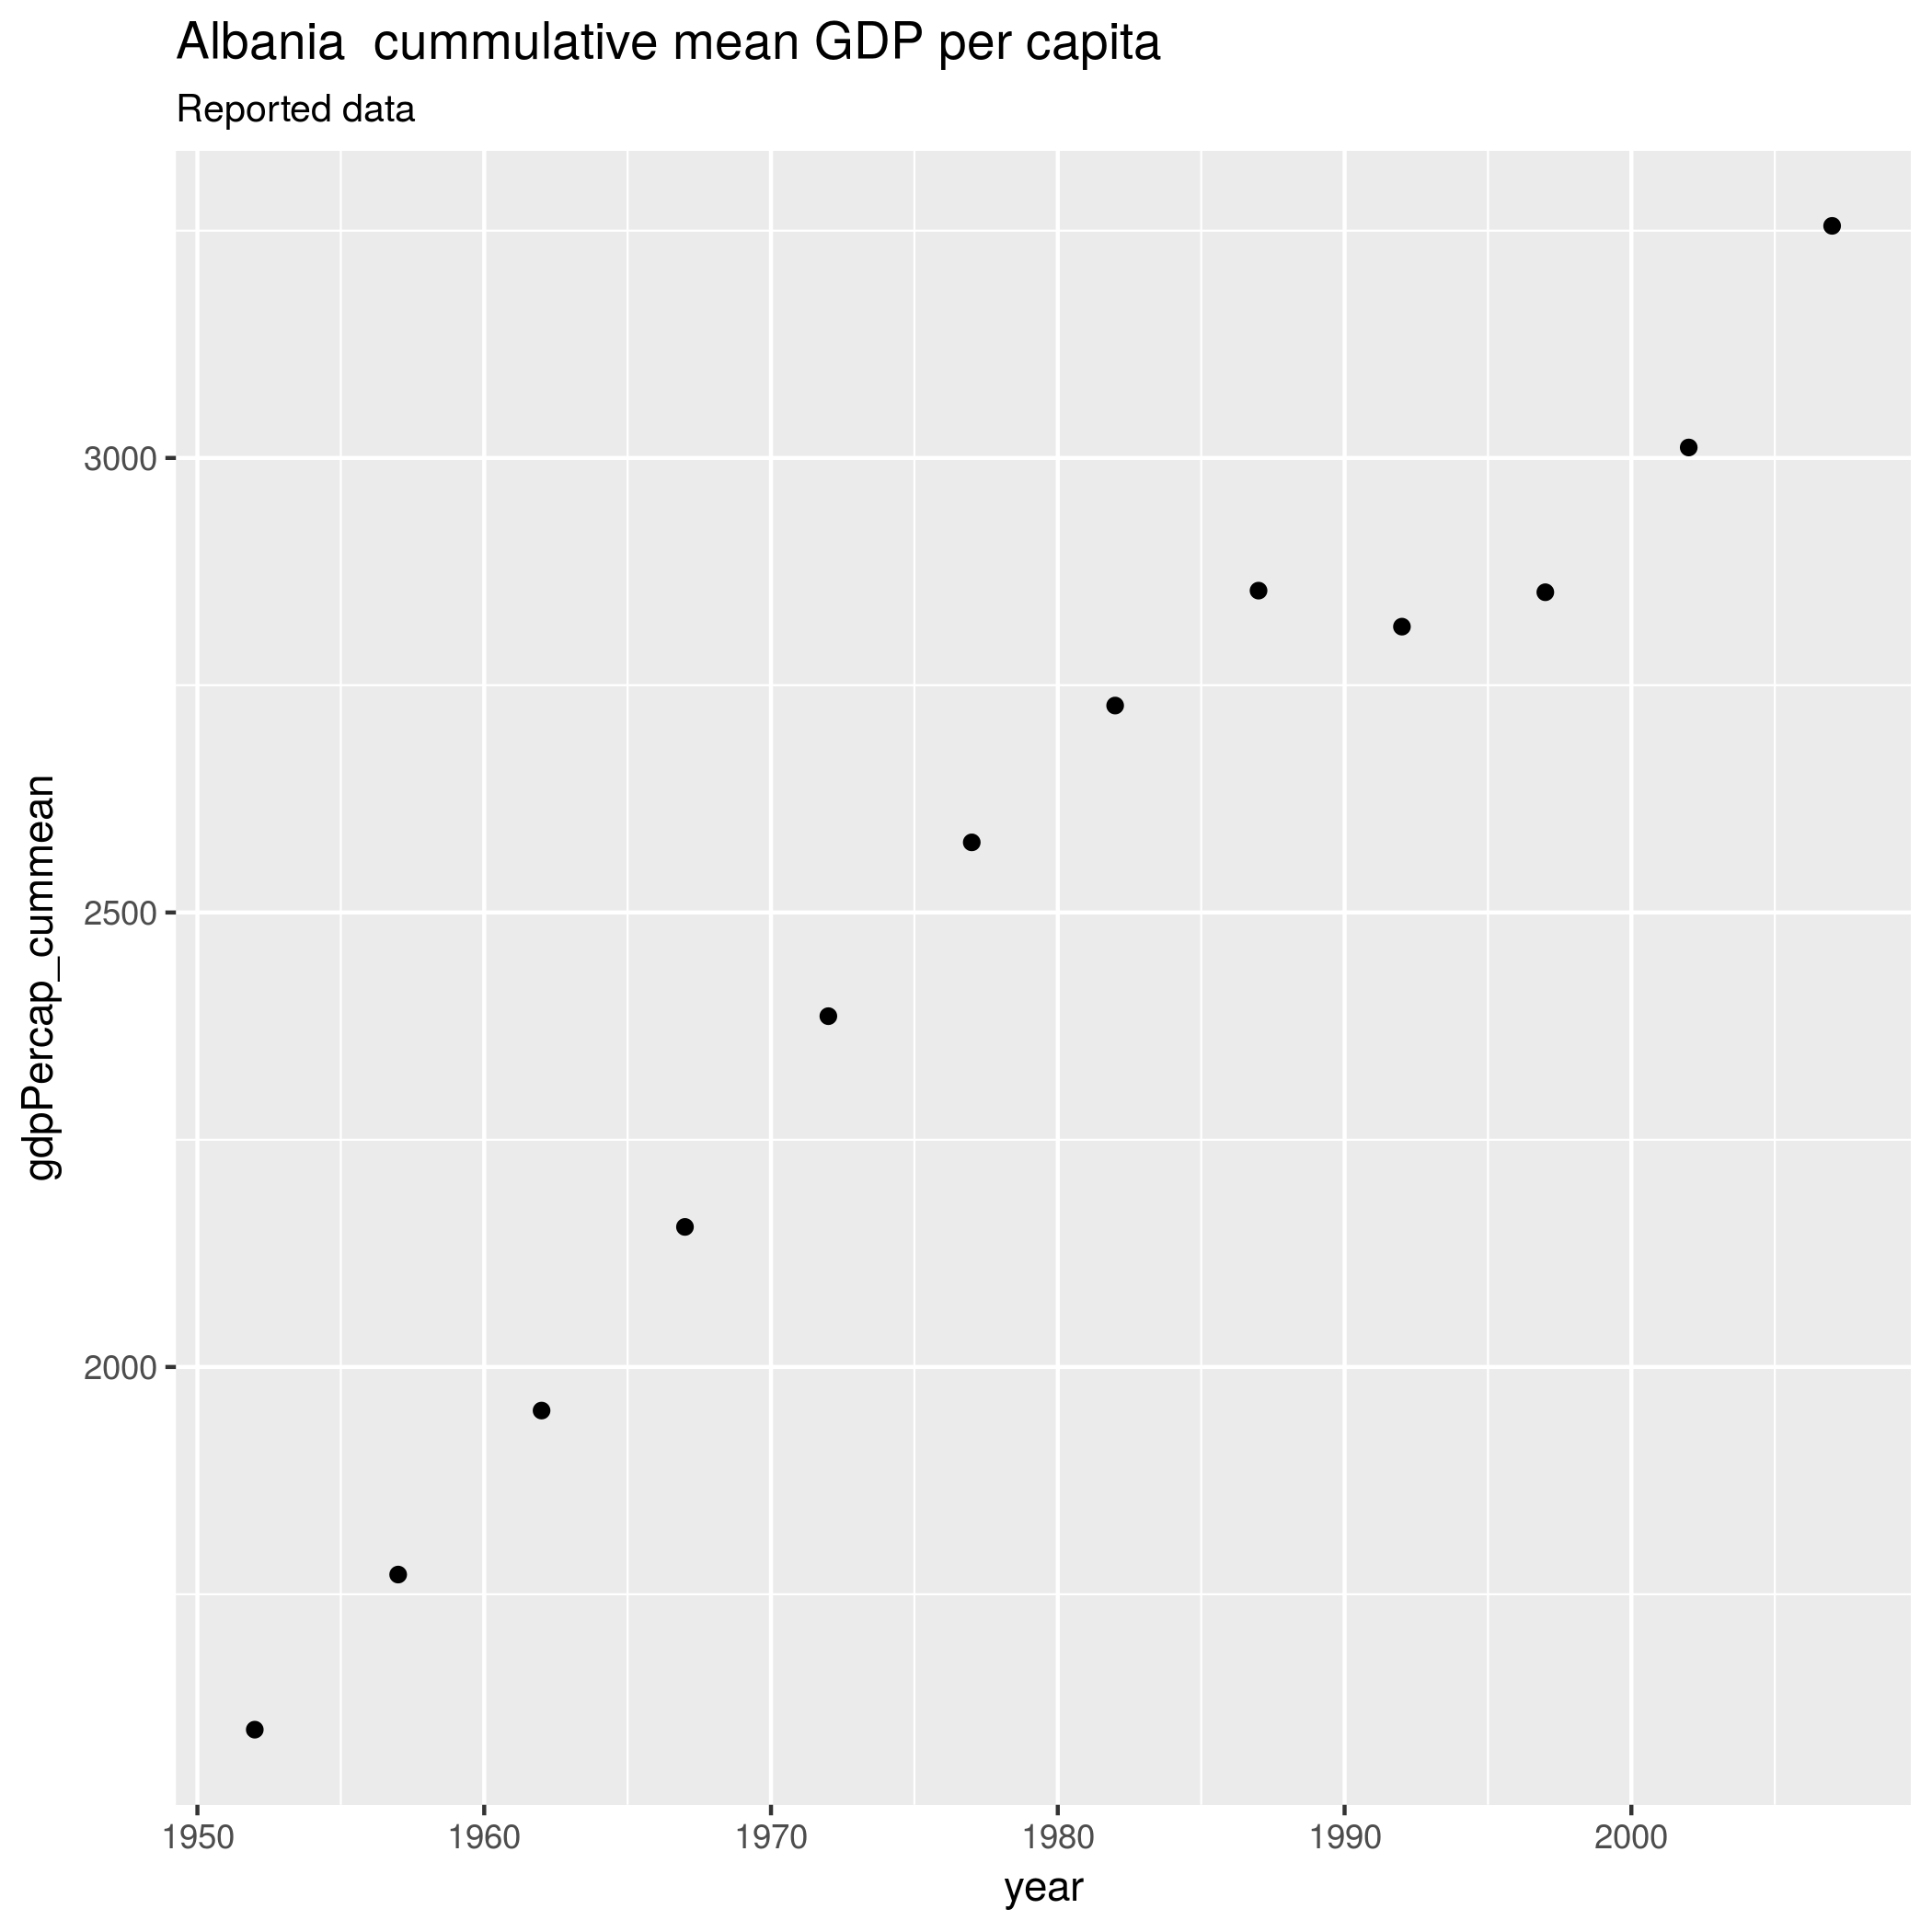 Albania  cummulative mean GDP per capita
Reported data
gdpPercap_cummean
3000
2500
2000
1950 1960 1970 1980 1990 2000
year